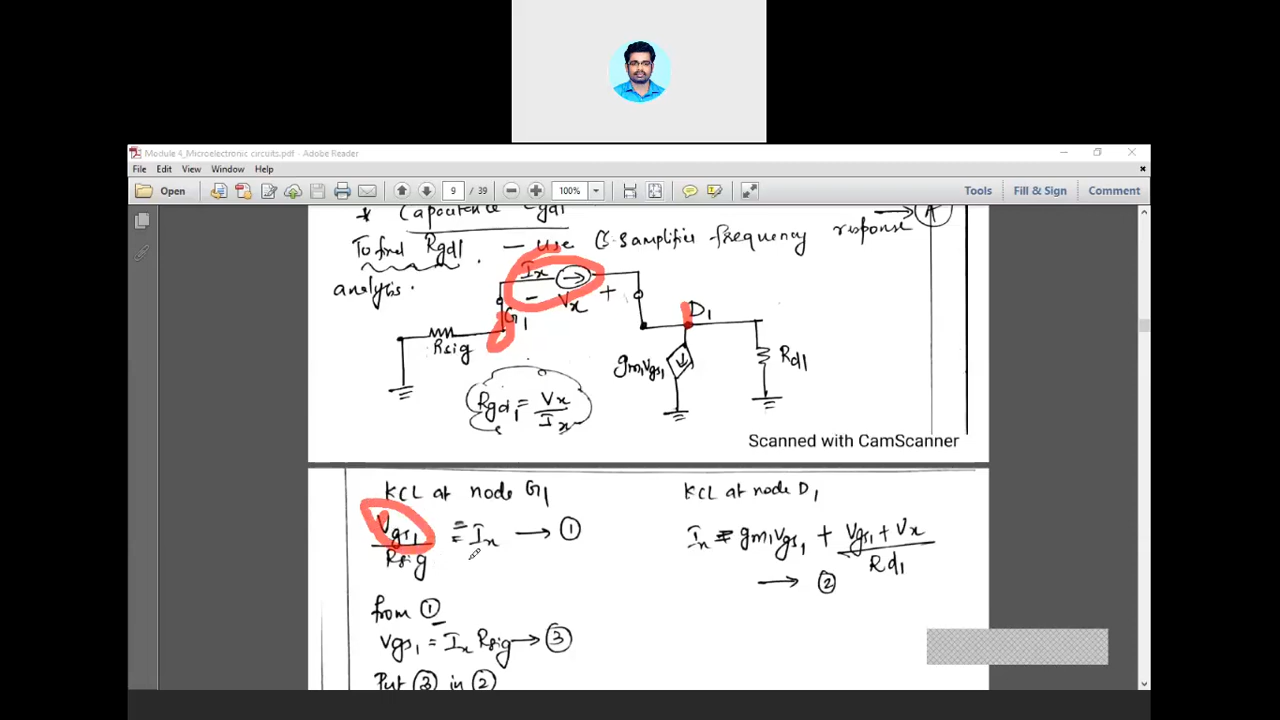 Module 4_Microelectronic circuits.pdf - Adobe Reader
File Edit View Window Help
Open 9 / 39 100% Tools Fill & Sign Comment
* Capacitance Cgd1
A
To find Rgd1 - Use C.S amplifier frequency response
analysis.
Ix
- Vx +
G1
D1
Rsig
gm1Vgs1
Rd1
Rgd1 = Vx
Ix
Scanned with CamScanner
KCL at node G1
Vgs1 = Ix → ①
Rsig
KCL at node D1
Ix = gm1Vgs1 + Vgs1 + Vx
Rd1
→ ②
from ①
Vgs1 = Ix Rsig → ③
Put ③ in ②